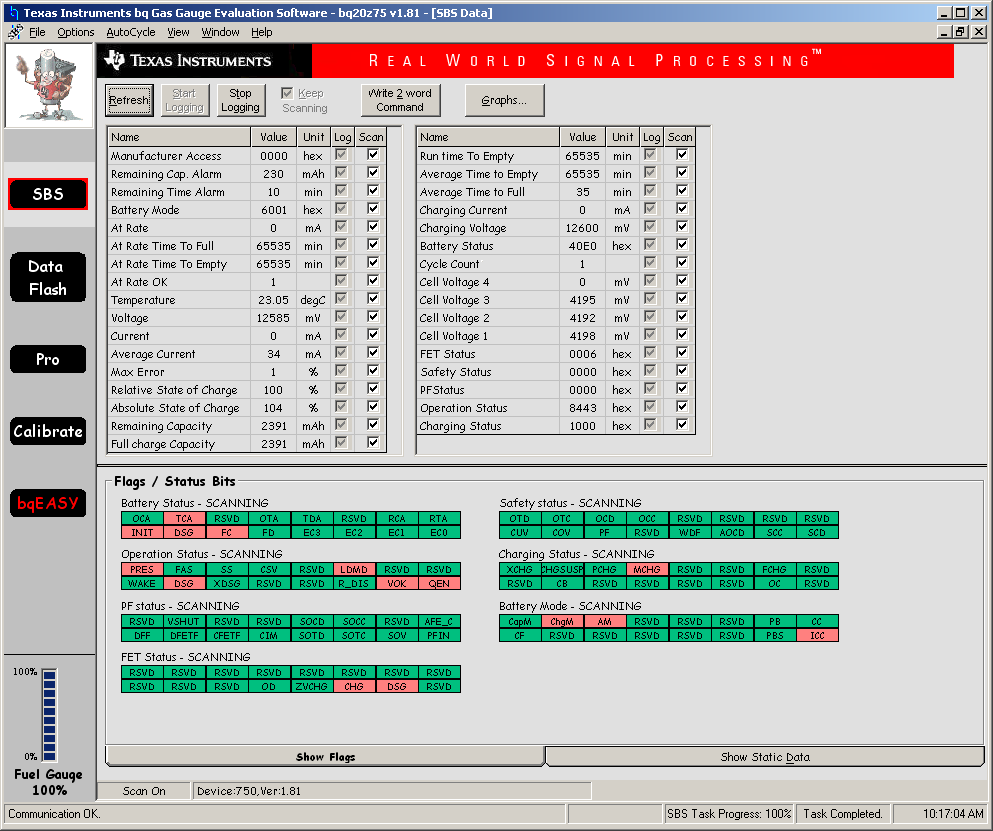 Texas Instruments bq Gas Gauge Evaluation Software - bq20z75 v1.81 - [SBS Data]
File Options AutoCycle View Window Help
TEXAS INSTRUMENTS REAL WORLD SIGNAL PROCESSING™
Refresh Start Logging Stop Logging Keep Scanning Write 2 word Command Graphs...
SBS
Data Flash
Pro
Calibrate
bqEASY
Name Value Unit Log Scan
Manufacturer Access 0000 hex
Remaining Cap. Alarm 230 mAh
Remaining Time Alarm 10 min
Battery Mode 6001 hex
At Rate 0 mA
At Rate Time To Full 65535 min
At Rate Time To Empty 65535 min
At Rate OK 1
Temperature 23.05 degC
Voltage 12585 mV
Current 0 mA
Average Current 34 mA
Max Error 1 %
Relative State of Charge 100 %
Absolute State of Charge 104 %
Remaining Capacity 2391 mAh
Full charge Capacity 2391 mAh
Name Value Unit Log Scan
Run time To Empty 65535 min
Average Time to Empty 65535 min
Average Time to Full 35 min
Charging Current 0 mA
Charging Voltage 12600 mV
Battery Status 40E0 hex
Cycle Count 1
Cell Voltage 4 0 mV
Cell Voltage 3 4195 mV
Cell Voltage 2 4192 mV
Cell Voltage 1 4198 mV
FET Status 0006 hex
Safety Status 0000 hex
PFStatus 0000 hex
Operation Status 8443 hex
Charging Status 1000 hex
Flags / Status Bits
Battery Status - SCANNING
OCA TCA RSVD OTA TDA RSVD RCA RTA
INIT DSG FC FD EC3 EC2 EC1 EC0
Operation Status - SCANNING
PRES FAS SS CSV RSVD LDMD RSVD RSVD
WAKE DSG XDSG RSVD RSVD R_DIS VOK QEN
PF status - SCANNING
RSVD VSHUT RSVD RSVD SOCD SOCC RSVD AFE_C
DFF DFETF CFETF CIM SOTD SOTC SOV PFIN
FET Status - SCANNING
RSVD RSVD RSVD RSVD RSVD RSVD RSVD RSVD
RSVD RSVD RSVD OD ZVCHG CHG DSG RSVD
Safety status - SCANNING
OTD OTC OCD OCC RSVD RSVD RSVD RSVD
CUV COV PF RSVD WDF AOCD SCC SCD
Charging Status - SCANNING
XCHG CHGSUSP PCHG MCHG RSVD RSVD FCHG RSVD
RSVD CB RSVD RSVD RSVD RSVD OC RSVD
Battery Mode - SCANNING
CapM ChgM AM RSVD RSVD RSVD PB CC
CF RSVD RSVD RSVD RSVD RSVD PBS ICC
100%
0%
Fuel Gauge
100%
Show Flags Show Static Data
Scan On Device:750,Ver:1.81
Communication OK. SBS Task Progress: 100% Task Completed. 10:17:04 AM